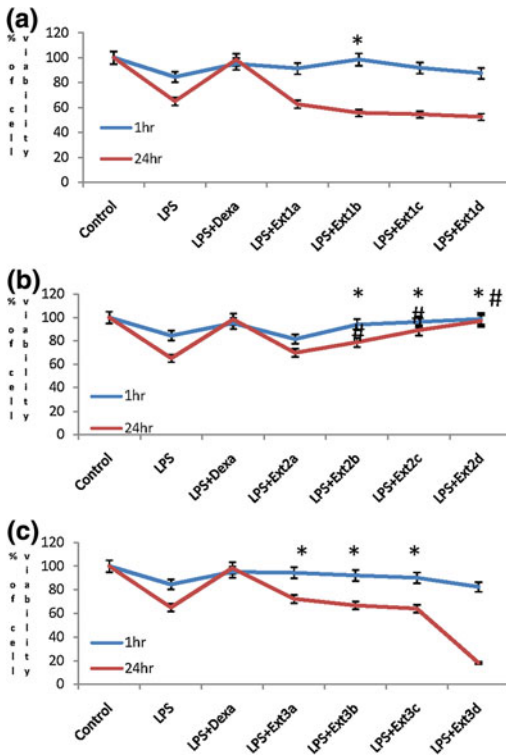 (a)
% of cell viability
120
100
80
60
40
20
0
*
1hr
24hr
Control
LPS
LPS+Dexa
LPS+Ext1a
LPS+Ext1b
LPS+Ext1c
LPS+Ext1d
(b)
% of cell viability
120
100
80
60
40
20
0
* * * #
# #
1hr
24hr
Control
LPS
LPS+Dexa
LPS+Ext2a
LPS+Ext2b
LPS+Ext2c
LPS+Ext2d
(c)
% of cell viability
120
100
80
60
40
20
0
* * *
1hr
24hr
Control
LPS
LPS+Dexa
LPS+Ext3a
LPS+Ext3b
LPS+Ext3c
LPS+Ext3d